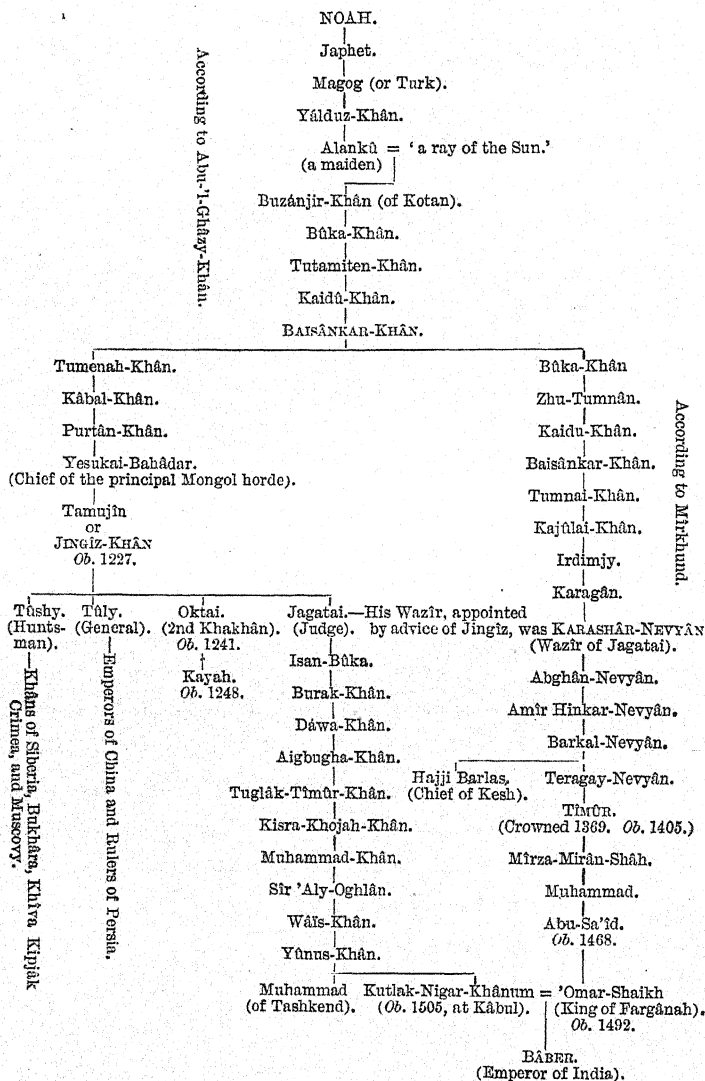 NOAH.
Japhet.
Magog (or Turk).
Yâlduz-Khân.
Alankû = ‘a ray of the Sun.’
(a maiden)
Buzánjir-Khân (of Kotan).
Bûka-Khân.
Tutamiten-Khân.
Kaidû-Khân.
BAISÂNKAR-KHÂN.
According to Abu-’l-Ghâzy-Khân.
Tumenah-Khân.
Kâbal-Khân.
Purtân-Khân.
Yesukai-Bahâdar.
(Chief of the principal Mongol horde).
Tamujîn
or
JINGÎZ-KHÂN
Ob. 1227.
Bûka-Khân
Zhu-Tumnân.
Kaidu-Khân.
Baisânkar-Khân.
Tumnai-Khân.
Kajûlai-Khân.
Irdimjy.
Karagân.
According to Mîrkhund.
Tûshy.
(Hunts-
man).
—Khâns of Siberia, Bukhâra, Khîva Kipjâk
Crimea, and Muscovy.
Tûly.
(General).
—Emperors of China and Rulers of Persia.
Oktai.
(2nd Khakhân).
Ob. 1241.
Kayah.
Ob. 1248.
Jagatai.—His Wazîr, appointed
(Judge). by advice of Jingîz, was KARASHÂR-NEVYÂN
(Wazîr of Jagatai).
Isan-Bûka.
Burak-Khân.
Dáwa-Khân.
Aigbugha-Khân.
Tuglâk-Tîmûr-Khân.
Kisra-Khojah-Khân.
Muhammad-Khân.
Sîr ’Aly-Oghlân.
Wâïs-Khân.
Yûnus-Khân.
Abghân-Nevyân.
Amîr Hinkar-Nevyân.
Barkal-Nevyân.
Hajji Barlas,
(Chief of Kesh).
Teragay-Nevyân.
TÎMÛR.
(Crowned 1369. Ob. 1405.)
Mîrza-Mirân-Shâh.
Muhammad.
Abu-Sa’îd.
Ob. 1468.
Muhammad Kutlak-Nigar-Khânum = ’Omar-Shaikh
(of Tashkend). (Ob. 1505, at Kâbul). (King of Fargânah).
Ob. 1492.
BÂBER.
(Emperor of India).